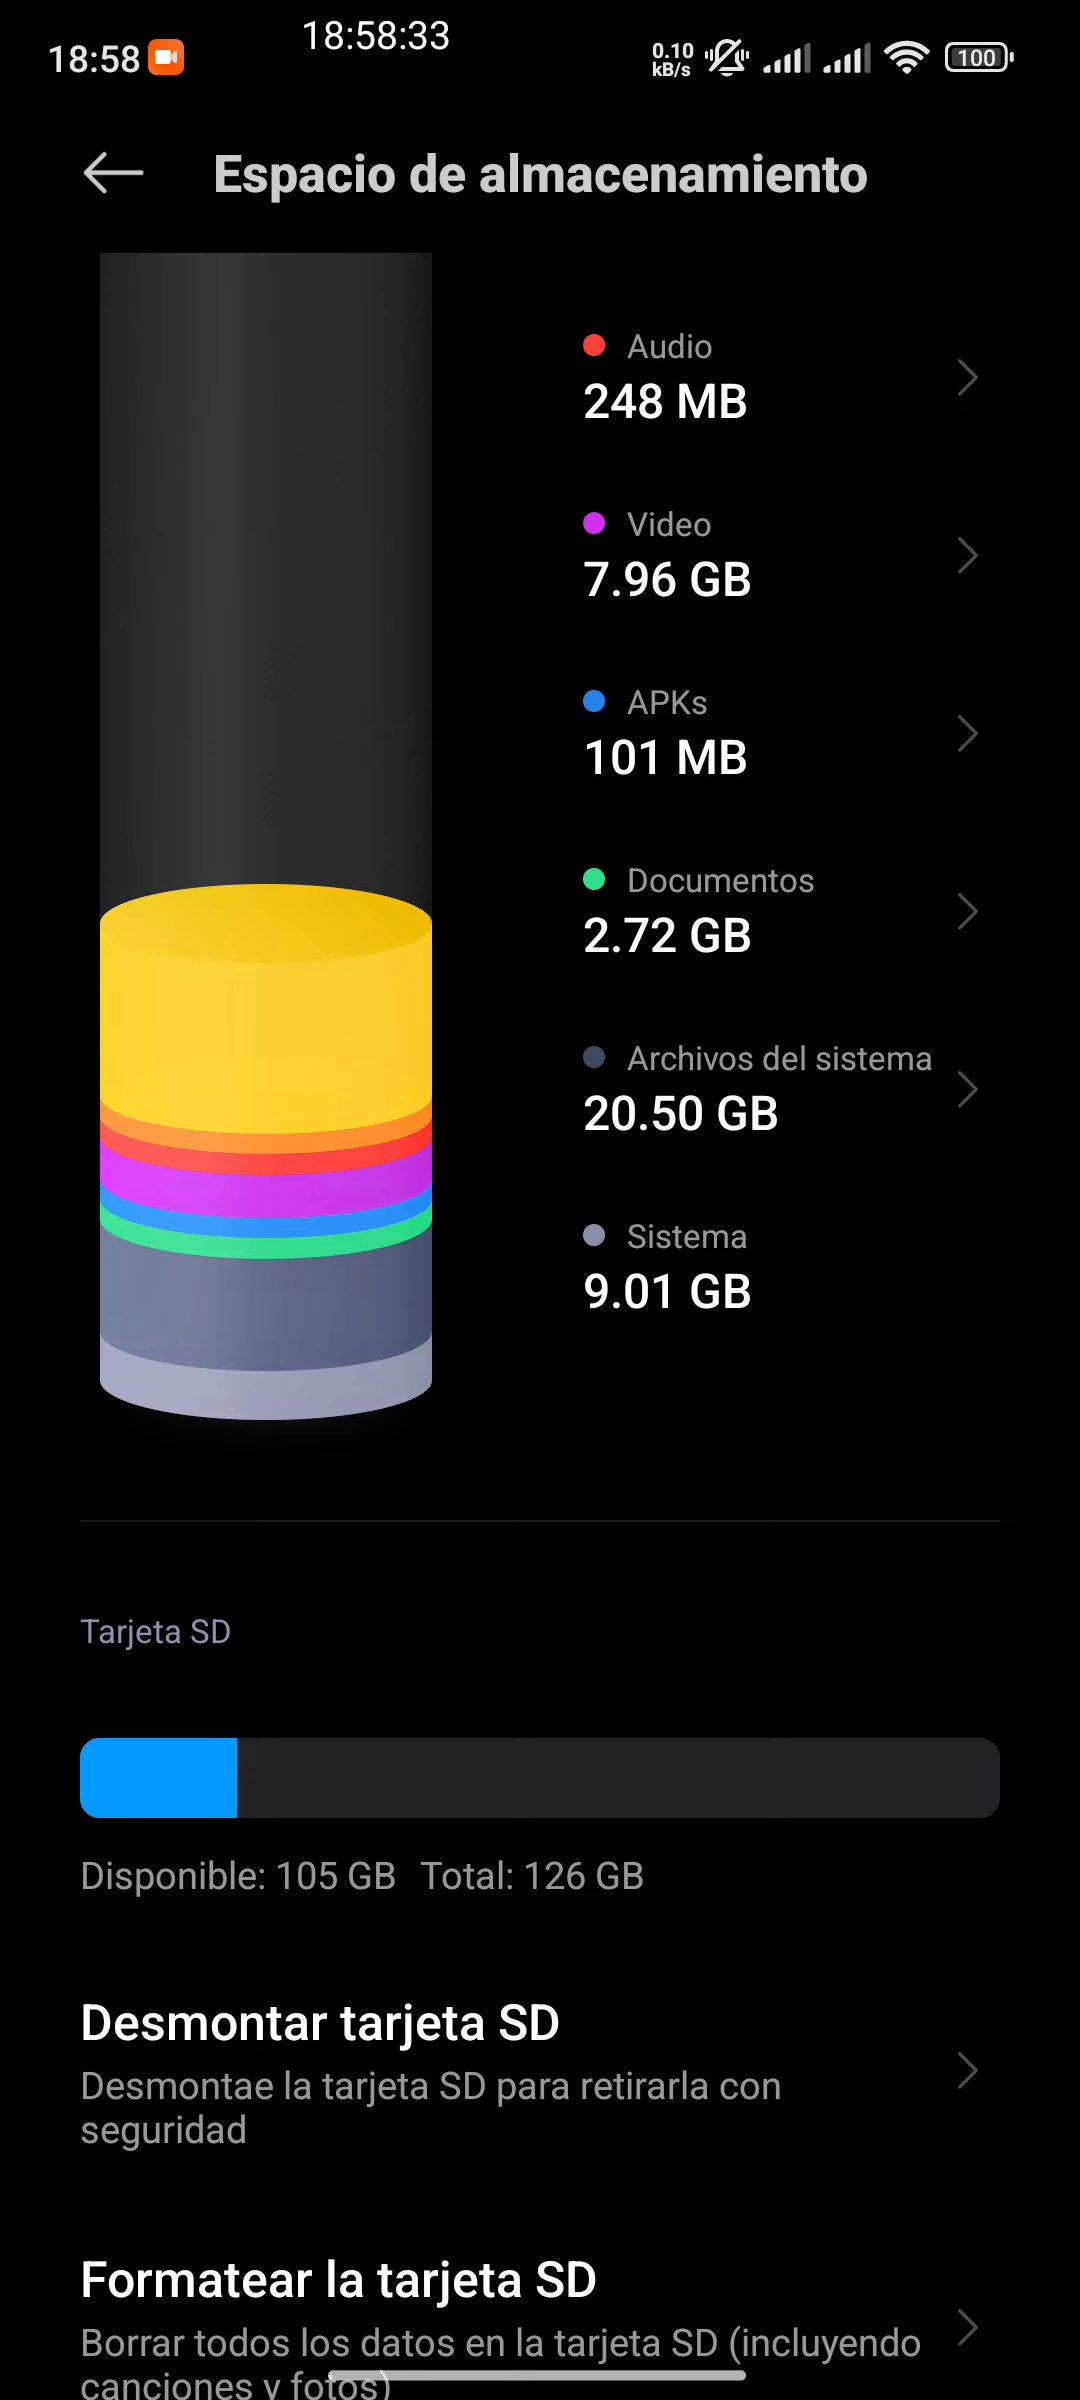 18:58
18:58:33
0.10
kB/s
100
Espacio de almacenamiento
Audio
248 MB
Video
7.96 GB
APKs
101 MB
Documentos
2.72 GB
Archivos del sistema
20.50 GB
Sistema
9.01 GB
Tarjeta SD
Disponible: 105 GB Total: 126 GB
Desmontar tarjeta SD
Desmontae la tarjeta SD para retirarla con
seguridad
Formatear la tarjeta SD
Borrar todos los datos en la tarjeta SD (incluyendo
canciones y fotos)